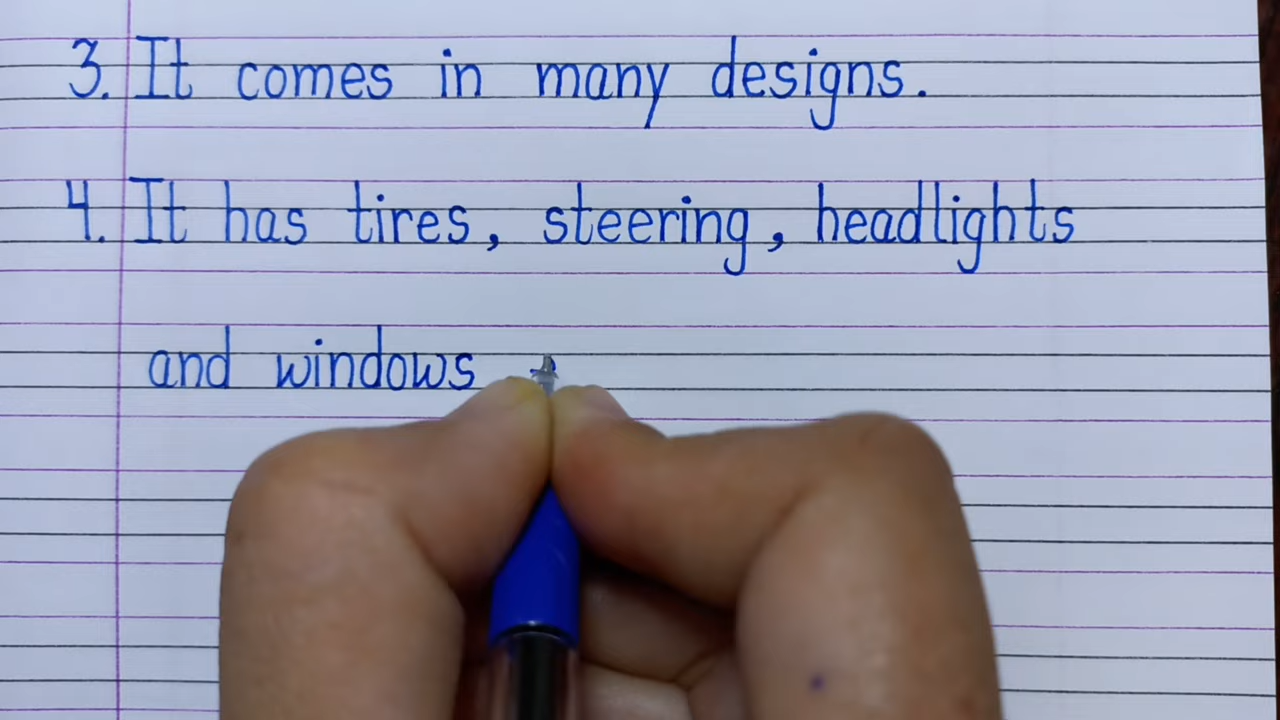 3. It comes in many designs.
4. It has tires, steering, headlights
and windows